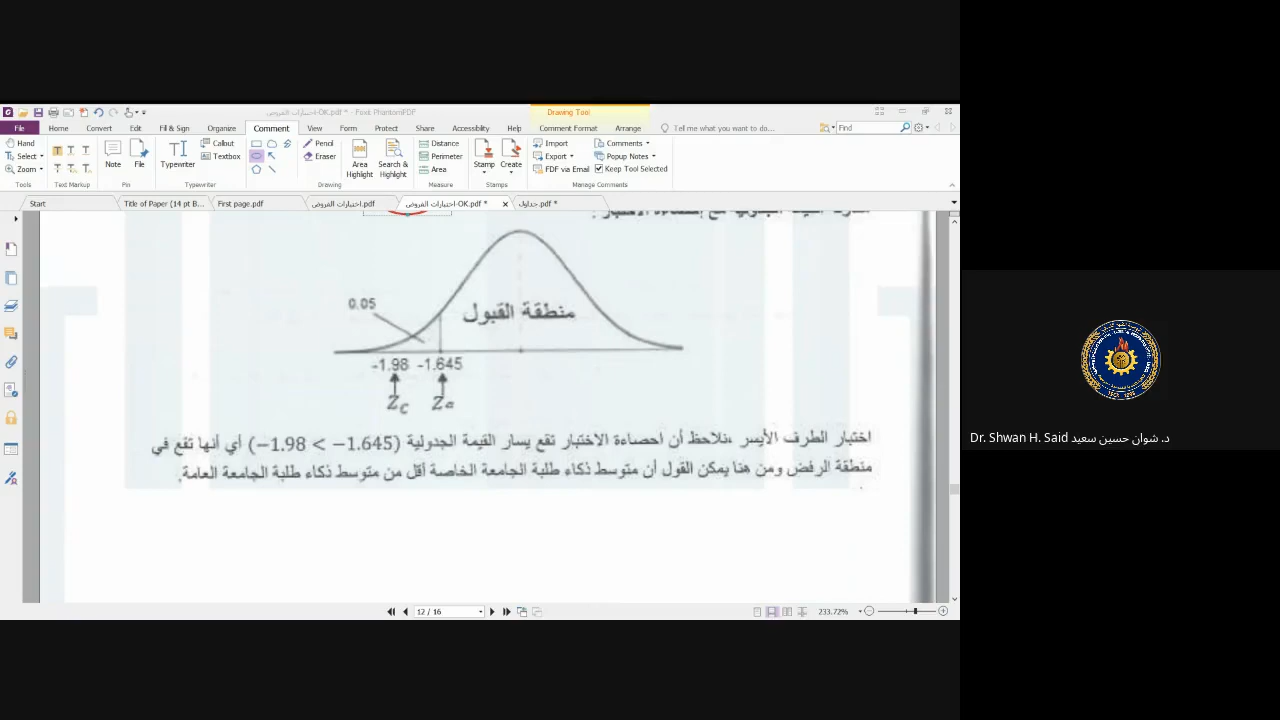 اختبارات الفروض-OK.pdf * - Foxit PhantomPDF
Drawing Tool
File Home Convert Edit Fill & Sign Organize Comment View Form Protect Share Accessibility Help Comment Format Arrange Tell me what you want to do... Find
Hand
Select
Zoom
Tools
Text Markup
Note
File
Pin
Typewriter
Callout
Textbox
Typewriter
Pencil
Eraser
Drawing
Area Highlight
Search & Highlight
Distance
Perimeter
Area
Measure
Stamp
Create
Stamps
Import
Export
FDF via Email
Comments
Popup Notes
Keep Tool Selected
Manage Comments
Start Title of Paper (14 pt B... First page.pdf اختبارات الفروض.pdf اختبارات الفروض-OK.pdf * جداول.pdf *
0.05
منطقة القبول
-1.98 -1.645
Zc Zα
اختبار الطرف الأيسر ،نلاحظ أن احصاءة الاختبار تقع يسار القيمة الجدولية (−1.98 < −1.645) أي أنها تقع في
منطقة الرفض ومن هنا يمكن القول أن متوسط ذكاء طلبة الجامعة الخاصة أقل من متوسط ذكاء طلبة الجامعة العامة.
12 / 16
233.72%
Dr. Shwan H. Said د. شوان حسين سعيد